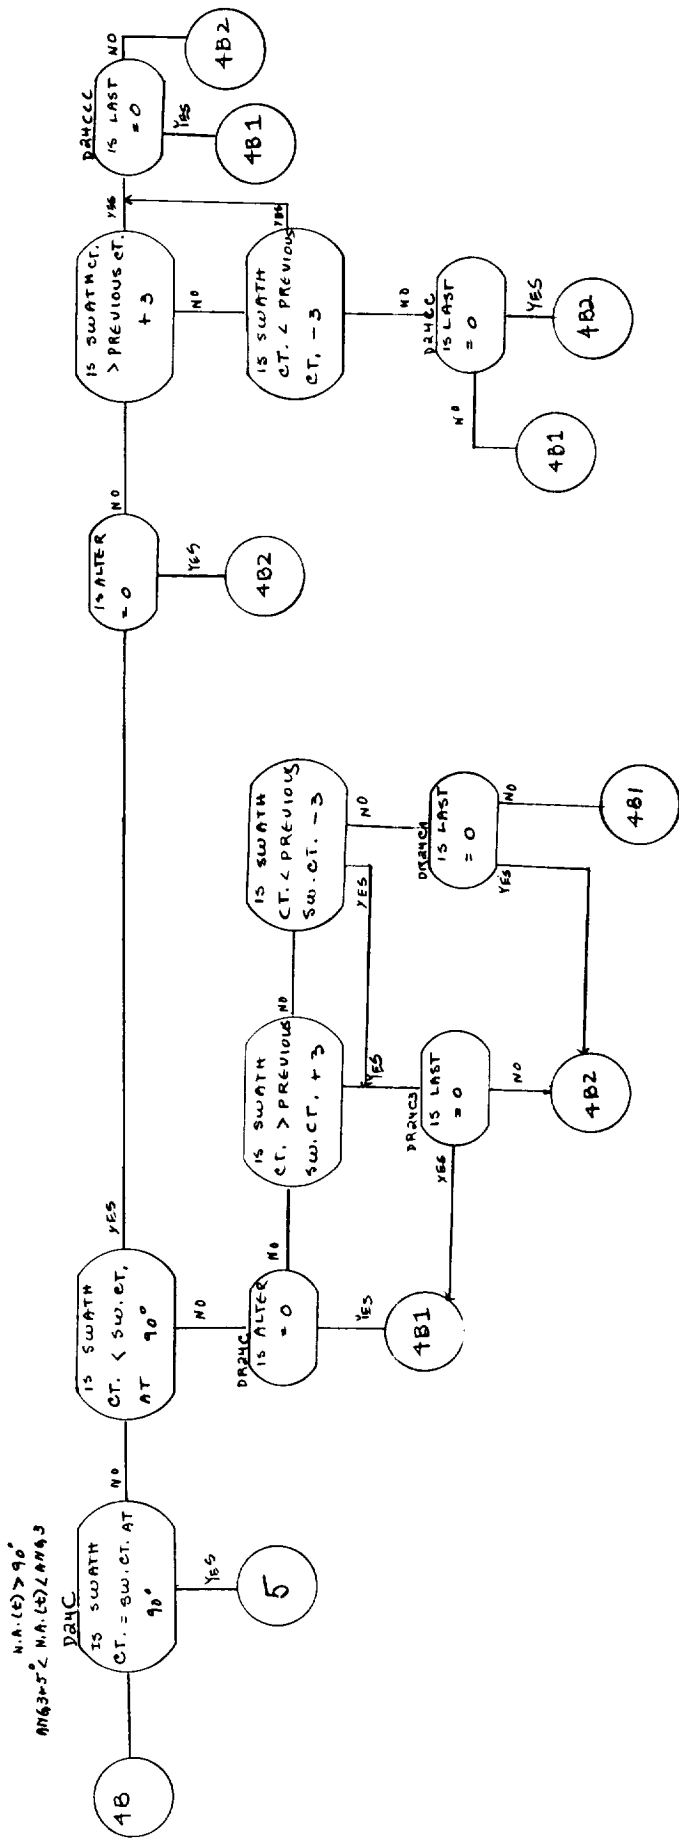 N.A.(t) > 90°
ANG3-5° < N.A.(t) < ANG3
4B
D24C
IS SWATH
CT. = SW.CT. AT
90°
YES
5
NO
IS SWATH
CT. < SW.CT.
AT 90°
YES
NO
DR24C
IS ALTER
= 0
YES
4B1
NO
IS SWATH
CT. > PREVIOUS
SW.CT. + 3
NO
YES
IS SWATH
CT. < PREVIOUS
SW.CT. - 3
YES
NO
DR24C3
IS LAST
= 0
YES
NO
4B2
IS LAST
= 0
YES
NO
4B1
IS ALTER
= 0
YES
4B2
NO
IS SWATH CT.
> PREVIOUS CT.
+ 3
YES
NO
IS SWATH
CT. < PREVIOUS
CT. - 3
YES
NO
D24CC
IS LAST
= 0
NO
4B1
YES
4B2
D24CCC
IS LAST
= 0
YES
4B1
NO
4B2